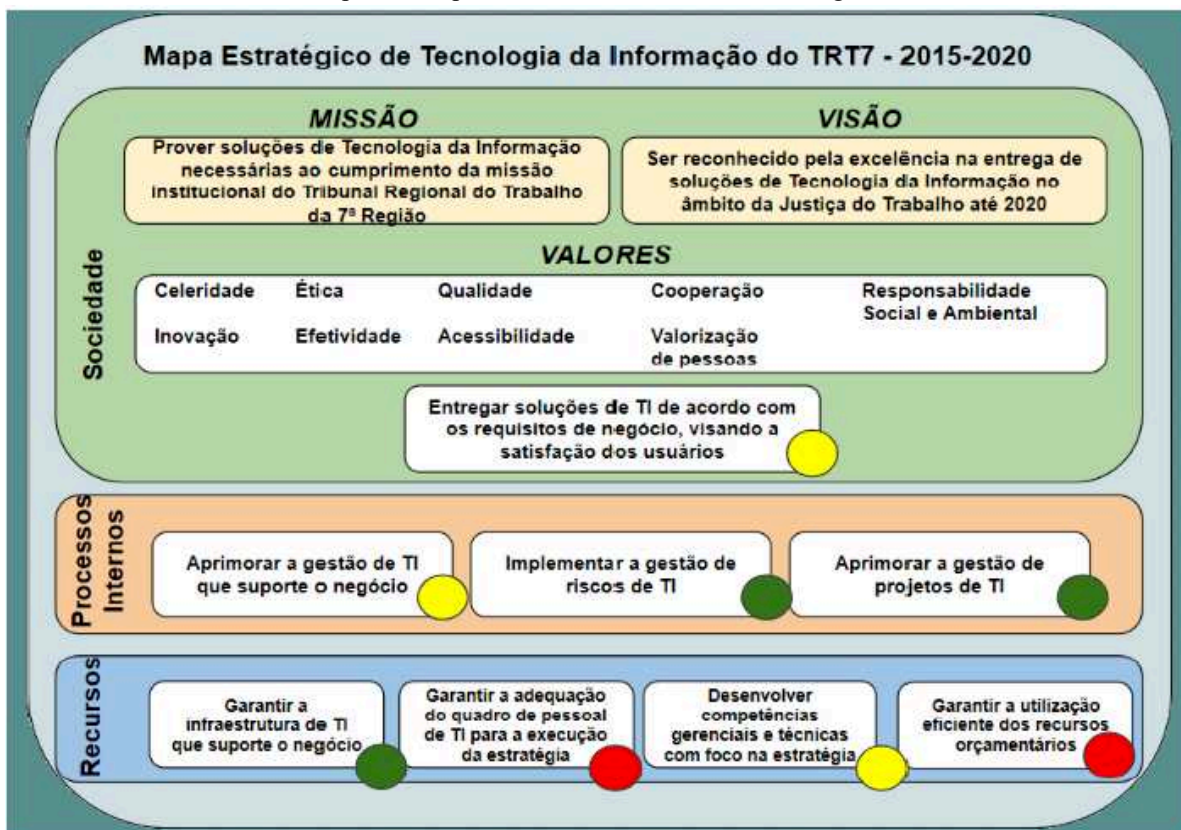 Mapa Estratégico de Tecnologia da Informação do TRT7 - 2015-2020
MISSÃO
Prover soluções de Tecnologia da Informação
necessárias ao cumprimento da missão
institucional do Tribunal Regional do Trabalho
da 7ª Região
VISÃO
Ser reconhecido pela excelência na entrega de
soluções de Tecnologia da Informação no
âmbito da Justiça do Trabalho até 2020
Sociedade
VALORES
Celeridade Ética Qualidade Cooperação Responsabilidade
Social e Ambiental
Inovação Efetividade Acessibilidade Valorização
de pessoas
Entregar soluções de TI de acordo com
os requisitos de negócio, visando a
satisfação dos usuários
Processos
Internos
Aprimorar a gestão de TI
que suporte o negócio
Implementar a gestão de
riscos de TI
Aprimorar a gestão de
projetos de TI
Recursos
Garantir a
infraestrutura de TI
que suporte o negócio
Garantir a adequação
do quadro de pessoal
de TI para a execução
da estratégia
Desenvolver
competências
gerenciais e técnicas
com foco na estratégia
Garantir a utilização
eficiente dos recursos
orçamentários